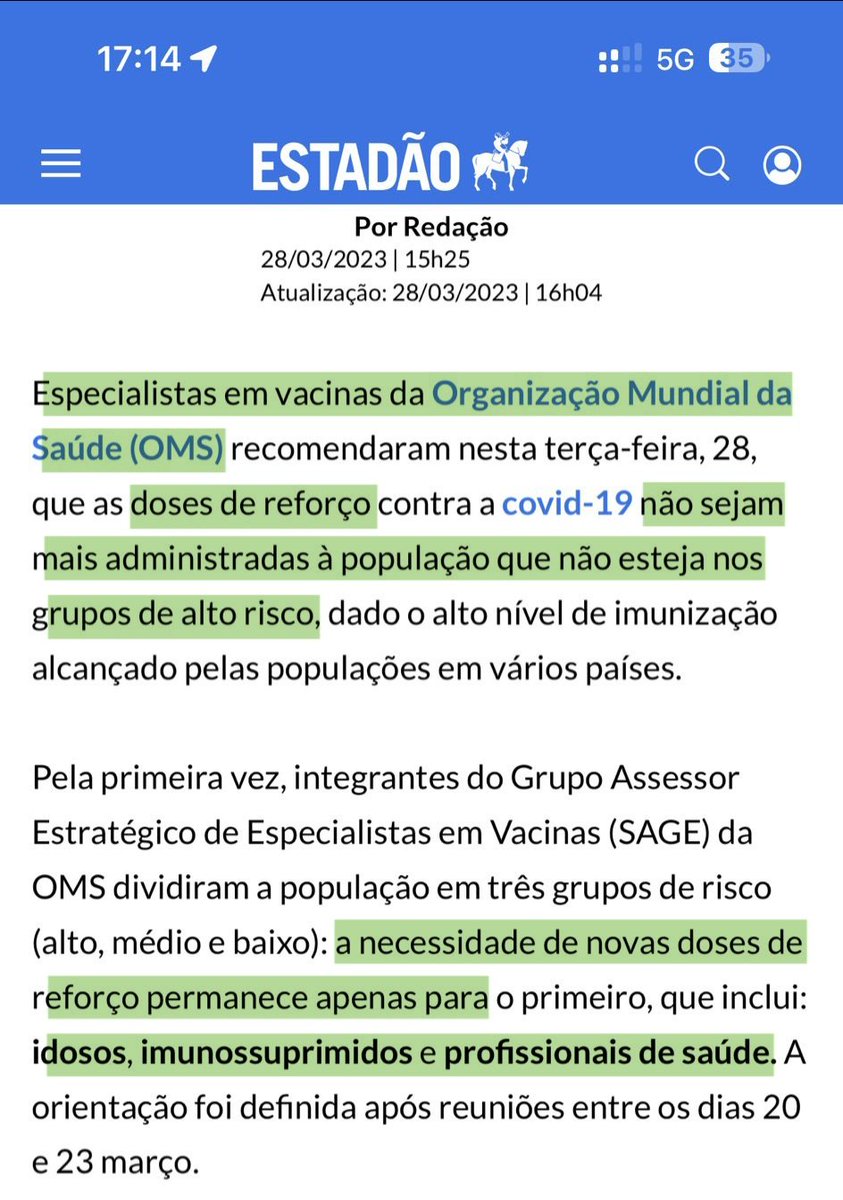 17:14 5G 35
ESTADÃO
Por Redação
28/03/2023 | 15h25
Atualização: 28/03/2023 | 16h04
Especialistas em vacinas da Organização Mundial da
Saúde (OMS) recomendaram nesta terça-feira, 28,
que as doses de reforço contra a covid-19 não sejam
mais administradas à população que não esteja nos
grupos de alto risco, dado o alto nível de imunização
alcançado pelas populações em vários países.
Pela primeira vez, integrantes do Grupo Assessor
Estratégico de Especialistas em Vacinas (SAGE) da
OMS dividiram a população em três grupos de risco
(alto, médio e baixo): a necessidade de novas doses de
reforço permanece apenas para o primeiro, que inclui:
idosos, imunossuprimidos e profissionais de saúde. A
orientação foi definida após reuniões entre os dias 20
e 23 março.